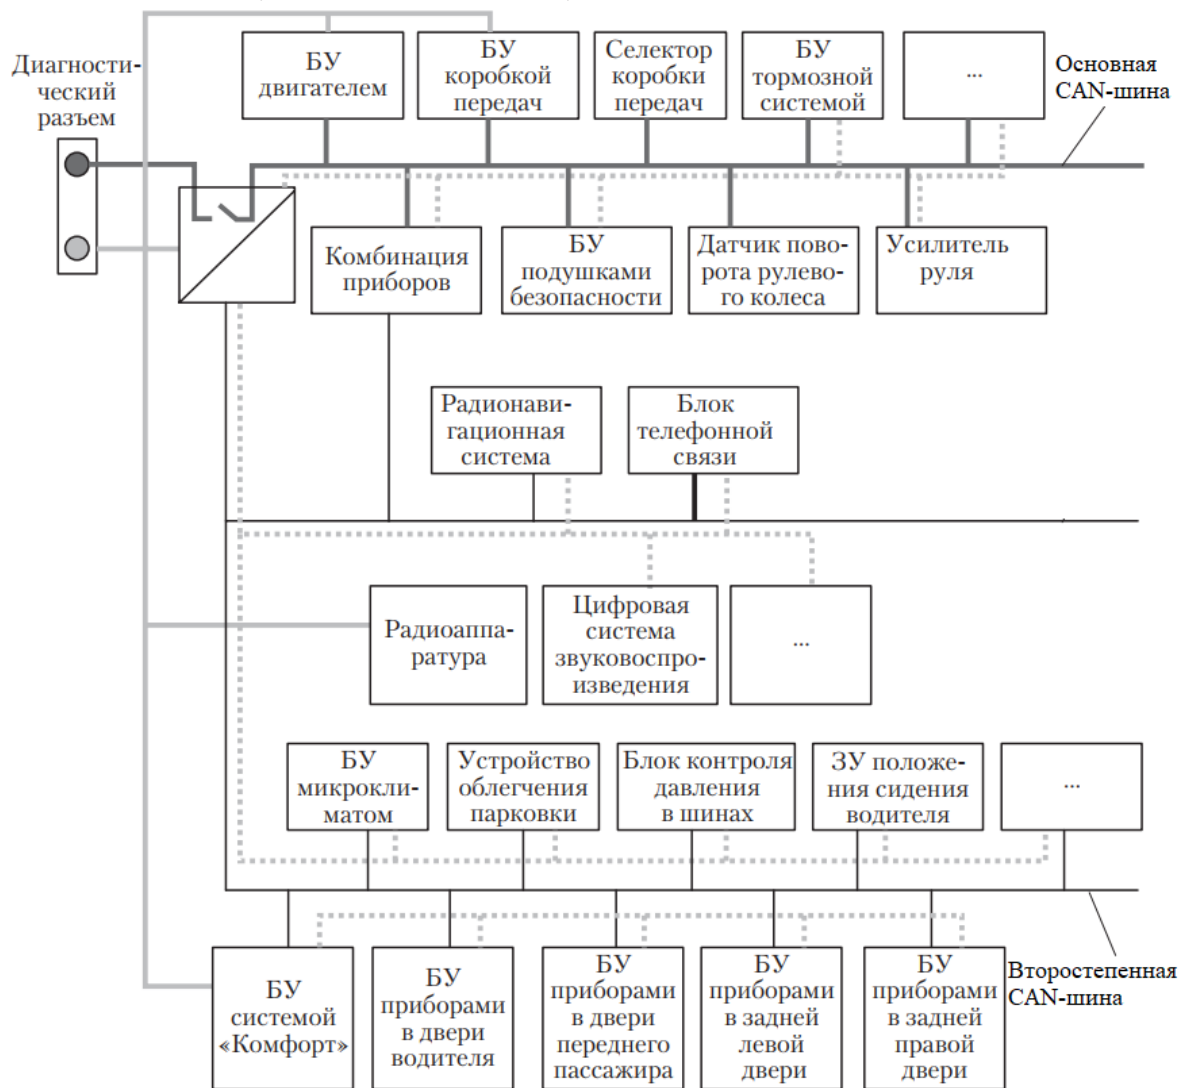 Диагности-
ческий
разъем
БУ
двигателем
БУ
коробкой
передач
Селектор
коробки
передач
БУ
тормозной
системой
...
Основная
CAN-шина
Комбинация
приборов
БУ
подушками
безопасности
Датчик пово-
рота рулево-
го колеса
Усилитель
руля
Радионави-
гационная
система
Блок
телефонной
связи
Радиоаппа-
ратура
Цифровая
система
звуковоспро-
изведения
...
БУ
микрокли-
матом
Устройство
облегчения
парковки
Блок контроля
давления
в шинах
ЗУ положе-
ния сидения
водителя
...
БУ
системой
«Комфорт»
БУ
приборами
в двери
водителя
БУ
приборами
в двери
переднего
пассажира
БУ
приборами
в задней
левой
двери
БУ
приборами
в задней
правой
двери
Второстепенная
CAN-шина